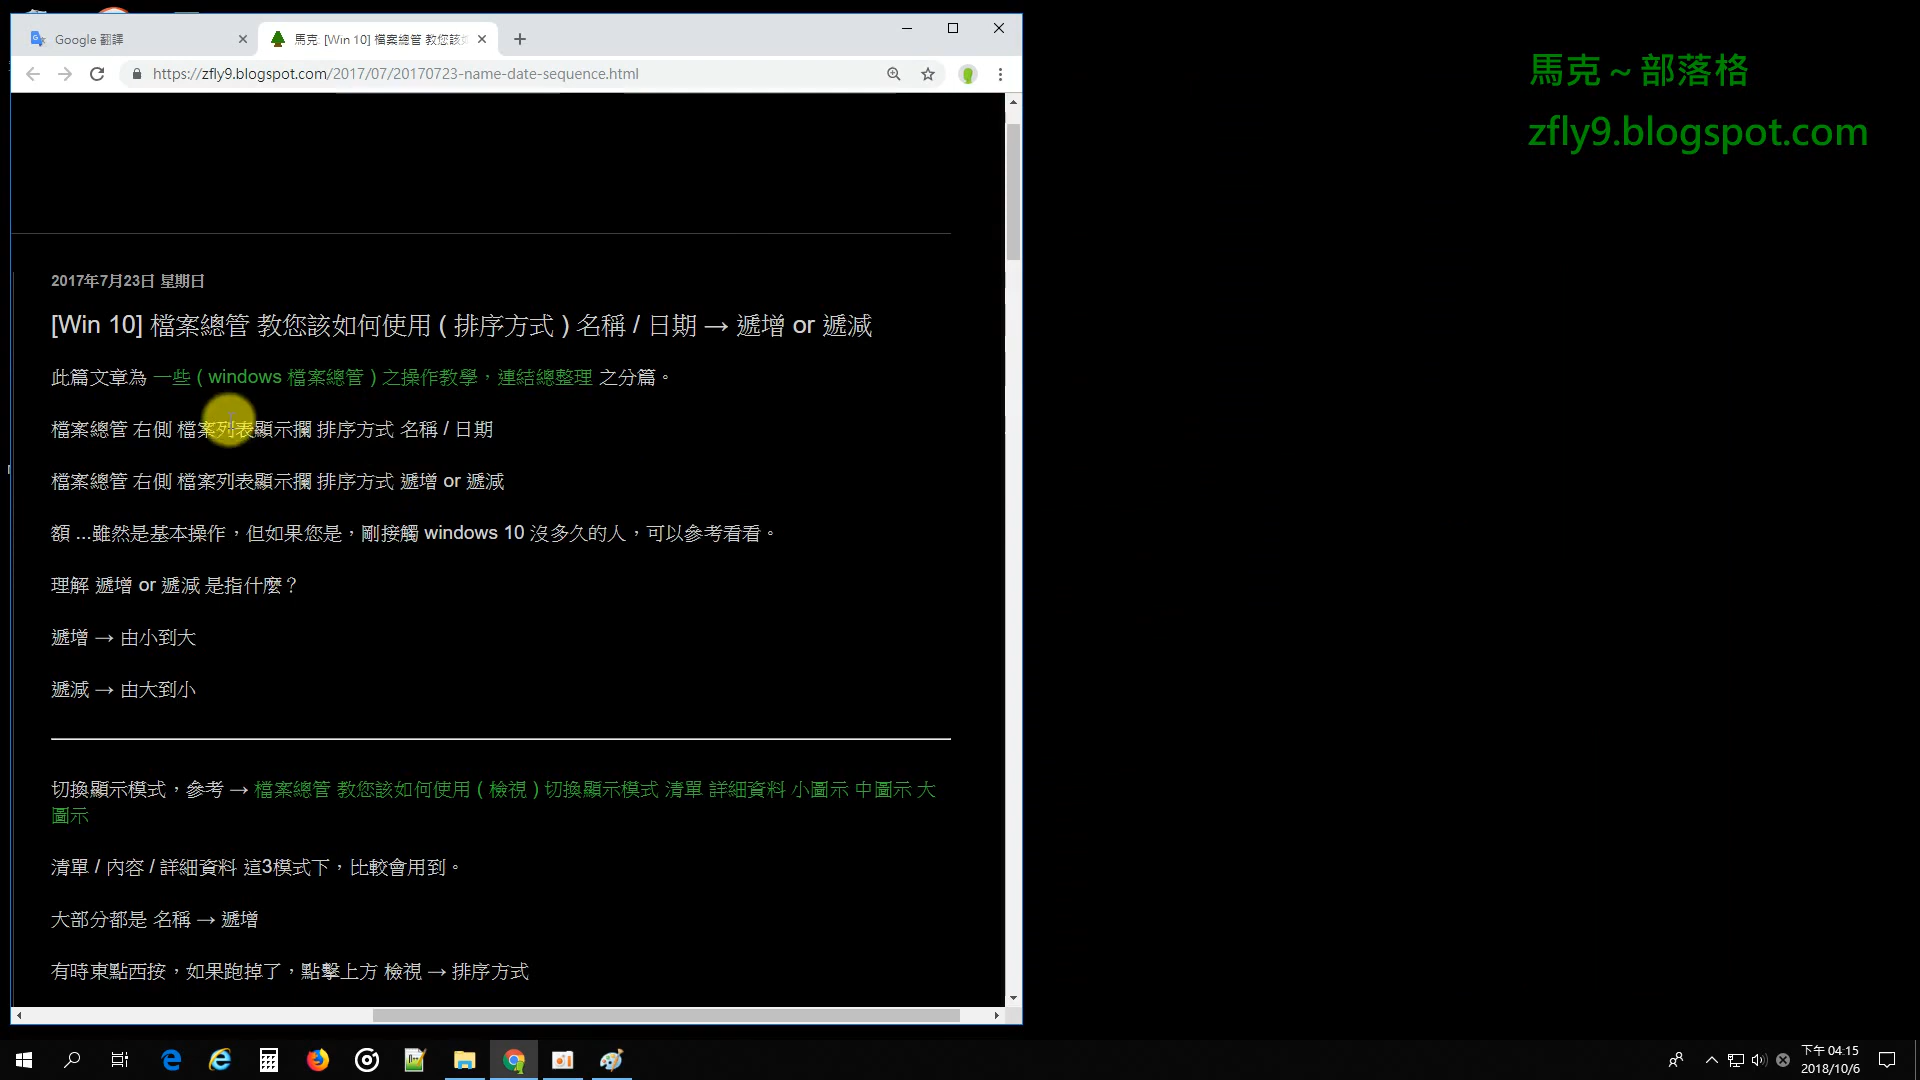 Google 翻譯
馬克: [Win 10] 檔案總管 教您該如
https://zfly9.blogspot.com/2017/07/20170723-name-date-sequence.html
馬克～部落格
zfly9.blogspot.com
2017年7月23日 星期日
[Win 10] 檔案總管 教您該如何使用 ( 排序方式 ) 名稱 / 日期 → 遞增 or 遞減
此篇文章為 一些 ( windows 檔案總管 ) 之操作教學，連結總整理 之分篇。
檔案總管 右側 檔案列表顯示攔 排序方式 名稱 / 日期
檔案總管 右側 檔案列表顯示攔 排序方式 遞增 or 遞減
額 ...雖然是基本操作，但如果您是，剛接觸 windows 10 沒多久的人，可以參考看看。
理解 遞增 or 遞減 是指什麼？
遞增 → 由小到大
遞減 → 由大到小
切換顯示模式，參考 → 檔案總管 教您該如何使用 ( 檢視 ) 切換顯示模式 清單 詳細資料 小圖示 中圖示 大
圖示
清單 / 內容 / 詳細資料 這3模式下，比較會用到。
大部分都是 名稱 → 遞增
有時東點西按，如果跑掉了，點擊上方 檢視 → 排序方式
下午 04:15
2018/10/6